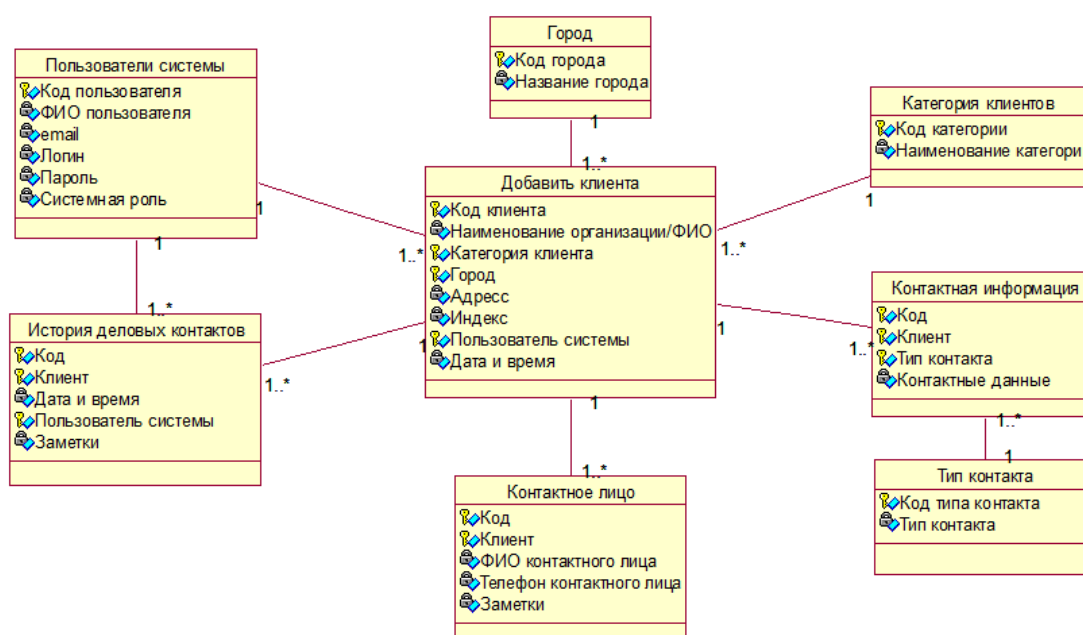 Город
Код города
Название города
1
1..*
Пользователи системы
Код пользователя
ФИО пользователя
email
Логин
Пароль
Системная роль
1
1..*
1
1..*
Категория клиентов
Код категории
Наименование категори
1
1..*
Добавить клиента
Код клиента
Наименование организации/ФИО
Категория клиента
Город
Адресс
Индекс
Пользователь системы
Дата и время
История деловых контактов
Код
Клиент
Дата и время
Пользователь системы
Заметки
1
1..*
Контактная информация
Код
Клиент
Тип контакта
Контактные данные
1
1..*
1..*
1
Тип контакта
Код типа контакта
Тип контакта
1
1..*
Контактное лицо
Код
Клиент
ФИО контактного лица
Телефон контактного лица
Заметки